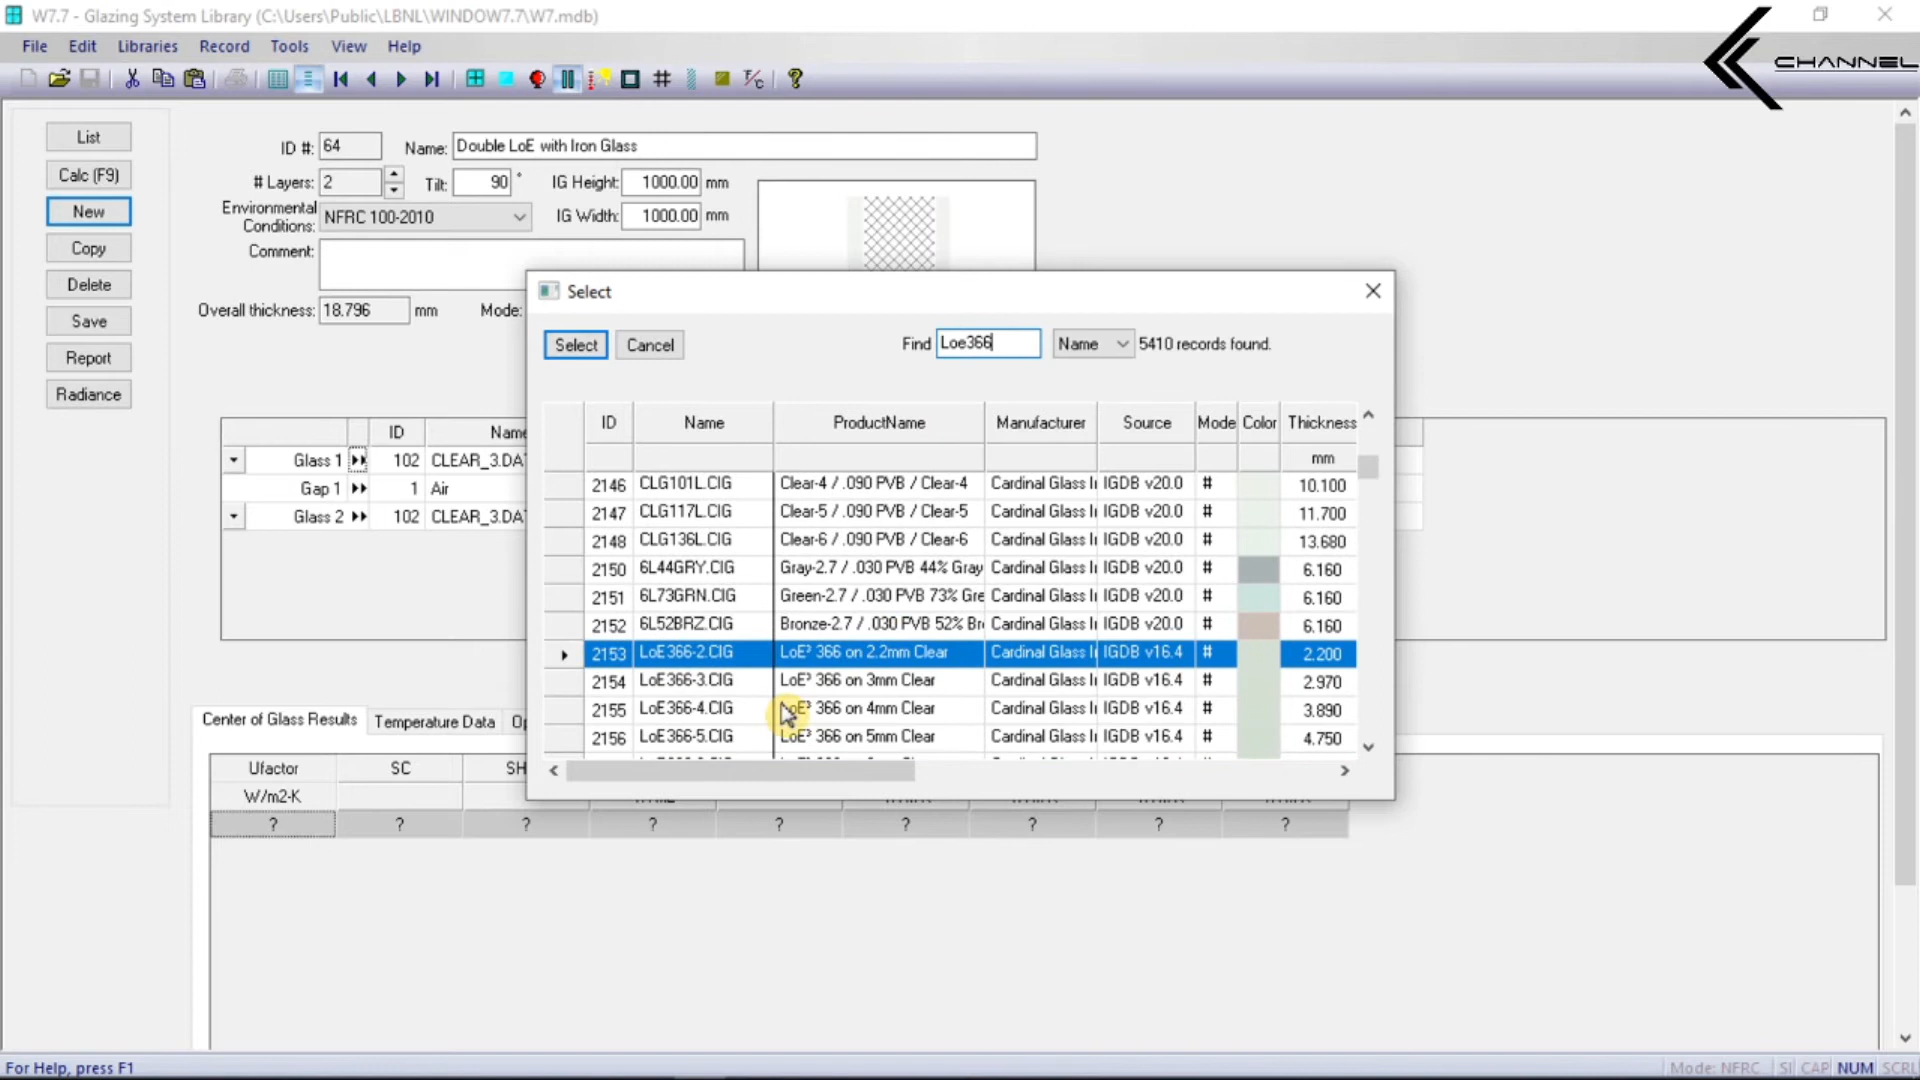 W7.7 - Glazing System Library (C:\Users\Public\LBNL\WINDOW7.7\W7.mdb)
File Edit Libraries Record Tools View Help
CHANNEL
List
Calc (F9)
New
Copy
Delete
Save
Report
Radiance
ID #: 64 Name: Double LoE with Iron Glass
# Layers: 2 Tilt: 90 ° IG Height: 1000.00 mm
Environmental Conditions: NFRC 100-2010 IG Width: 1000.00 mm
Comment:
Overall thickness: 18.796 mm Mode:
ID Name
Glass 1 102 CLEAR_3.DA
Gap 1 1 Air
Glass 2 102 CLEAR_3.DA
Select
Select Cancel Find Loe366 Name 5410 records found.
ID Name ProductName Manufacturer Source Mode Color Thickness
mm
2146 CLG101L.CIG Clear-4 / .090 PVB / Clear-4 Cardinal Glass IGDB v20.0 # 10.100
2147 CLG117L.CIG Clear-5 / .090 PVB / Clear-5 Cardinal Glass IGDB v20.0 # 11.700
2148 CLG136L.CIG Clear-6 / .090 PVB / Clear-6 Cardinal Glass IGDB v20.0 # 13.680
2150 6L44GRY.CIG Gray-2.7 / .030 PVB 44% Gray Cardinal Glass IGDB v20.0 # 6.160
2151 6L73GRN.CIG Green-2.7 / .030 PVB 73% Gre Cardinal Glass IGDB v20.0 # 6.160
2152 6L52BRZ.CIG Bronze-2.7 / .030 PVB 52% Br Cardinal Glass IGDB v20.0 # 6.160
2153 LoE366-2.CIG LoE³ 366 on 2.2mm Clear Cardinal Glass IGDB v16.4 # 2.200
2154 LoE366-3.CIG LoE³ 366 on 3mm Clear Cardinal Glass IGDB v16.4 # 2.970
2155 LoE366-4.CIG LoE³ 366 on 4mm Clear Cardinal Glass IGDB v16.4 # 3.890
2156 LoE366-5.CIG LoE³ 366 on 5mm Clear Cardinal Glass IGDB v16.4 # 4.750
Center of Glass Results Temperature Data Op
Ufactor SC SH
W/m2-K
? ? ? ? ? ? ? ? ?
For Help, press F1
Mode: NFRC SI CAP NUM SCRL